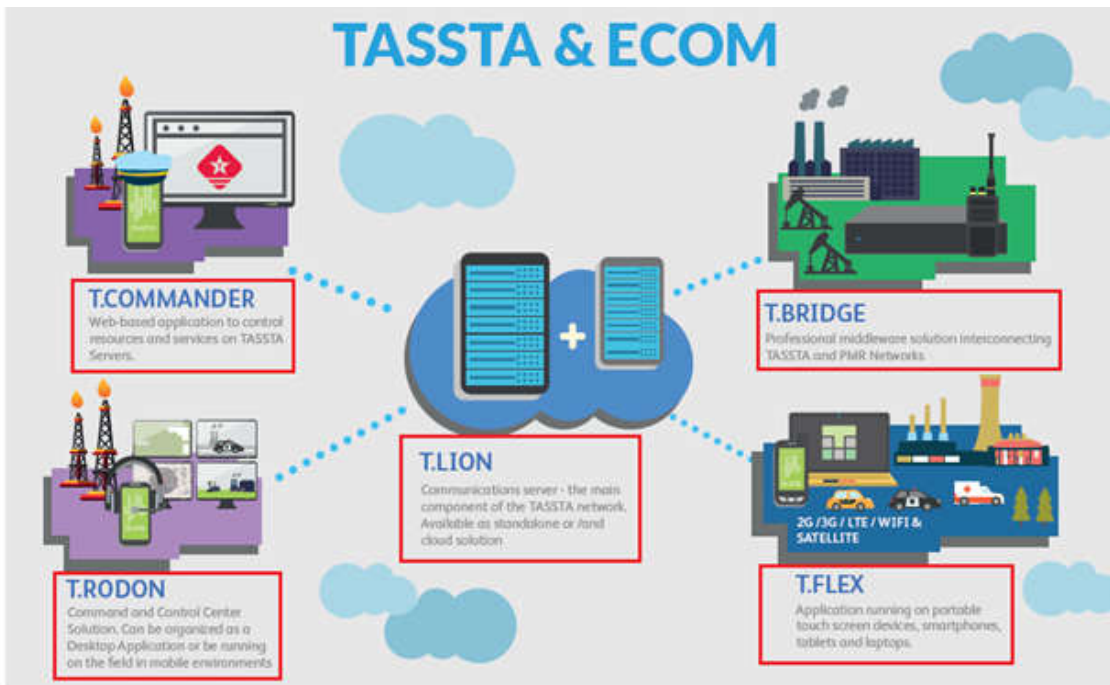 TASSTA & ECOM
T.COMMANDER
Web-based application to control
resources and services on TASSTA
Servers.
T.BRIDGE
Professional middleware solution interconnecting
TASSTA and PMR Networks
T.LION
Communications server - the main
component of the TASSTA network.
Available as standalone or /and
cloud solution
T.RODON
Command and Control Center
Solution. Can be organized as a
Desktop Application or be running
on the field in mobile environments
2G /3G / LTE / WIFI &
SATELLITE
T.FLEX
Application running on portable
touch screen devices, smartphones,
tablets and laptops.